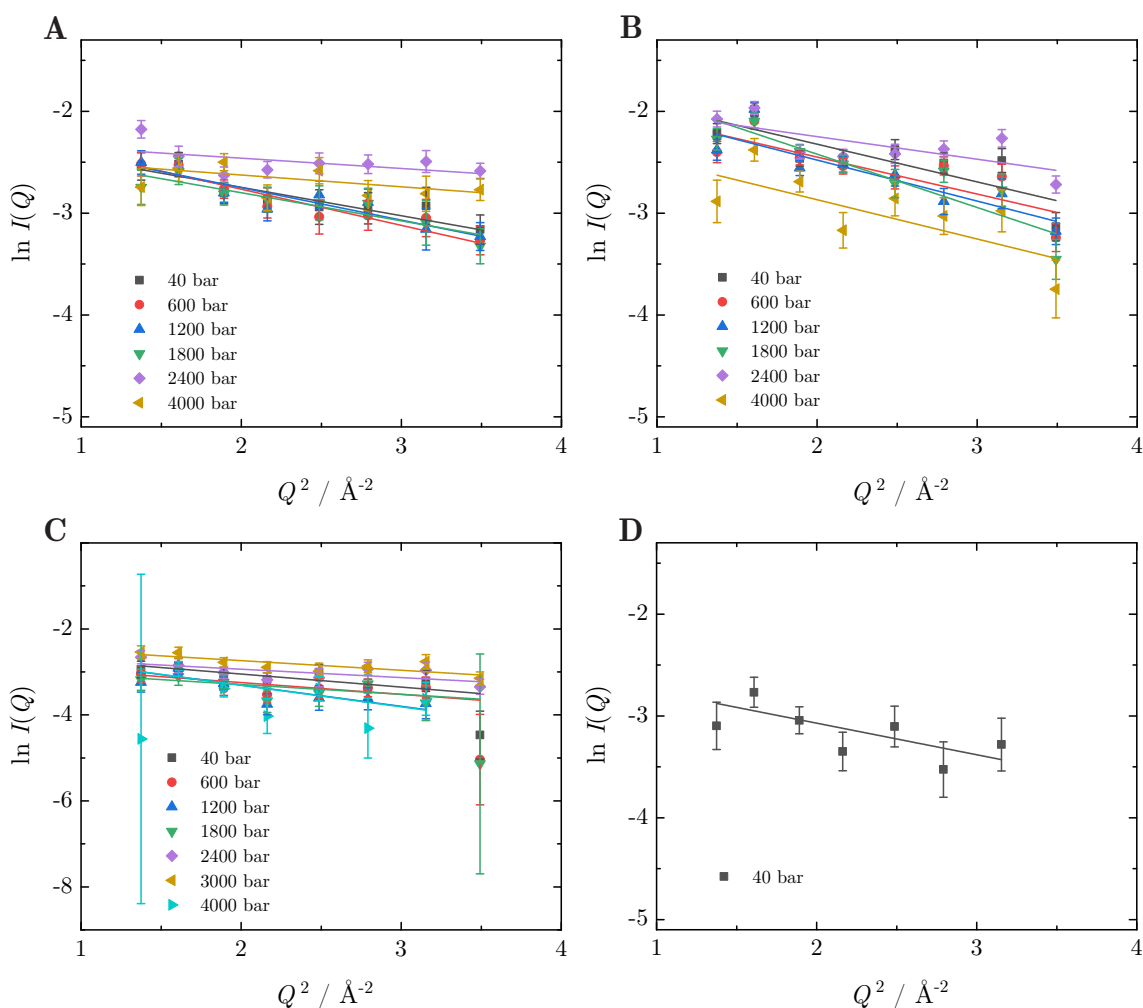 A
ln I(Q)
-2
-3
-4
-5
40 bar
600 bar
1200 bar
1800 bar
2400 bar
4000 bar
1 2 3 4
Q² / Å⁻²
B
ln I(Q)
-2
-3
-4
-5
40 bar
600 bar
1200 bar
1800 bar
2400 bar
4000 bar
1 2 3 4
Q² / Å⁻²
C
ln I(Q)
-2
-4
-6
-8
40 bar
600 bar
1200 bar
1800 bar
2400 bar
3000 bar
4000 bar
1 2 3 4
Q² / Å⁻²
D
ln I(Q)
-2
-3
-4
-5
40 bar
1 2 3 4
Q² / Å⁻²